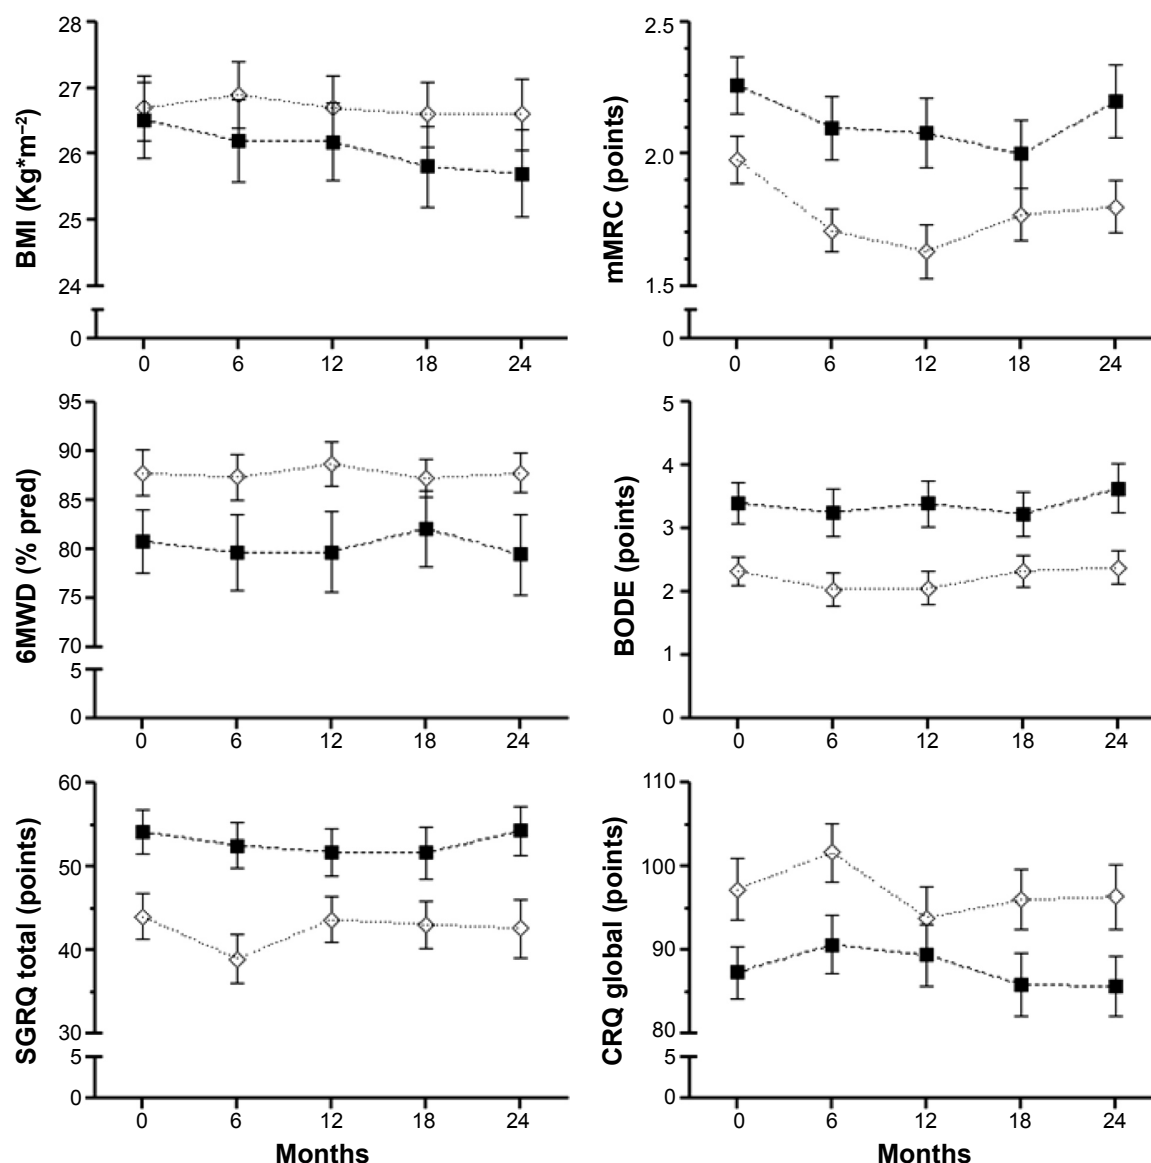 BMI (Kg*m⁻²)
28
27
26
25
24
0
0 6 12 18 24
mMRC (points)
2.5
2.0
1.5
0
0 6 12 18 24
6MWD (% pred)
95
90
85
80
75
70
5
0
0 6 12 18 24
BODE (points)
5
4
3
2
1
0
0 6 12 18 24
SGRQ total (points)
60
50
40
30
5
0
0 6 12 18 24
Months
CRQ global (points)
110
100
90
80
5
0
0 6 12 18 24
Months